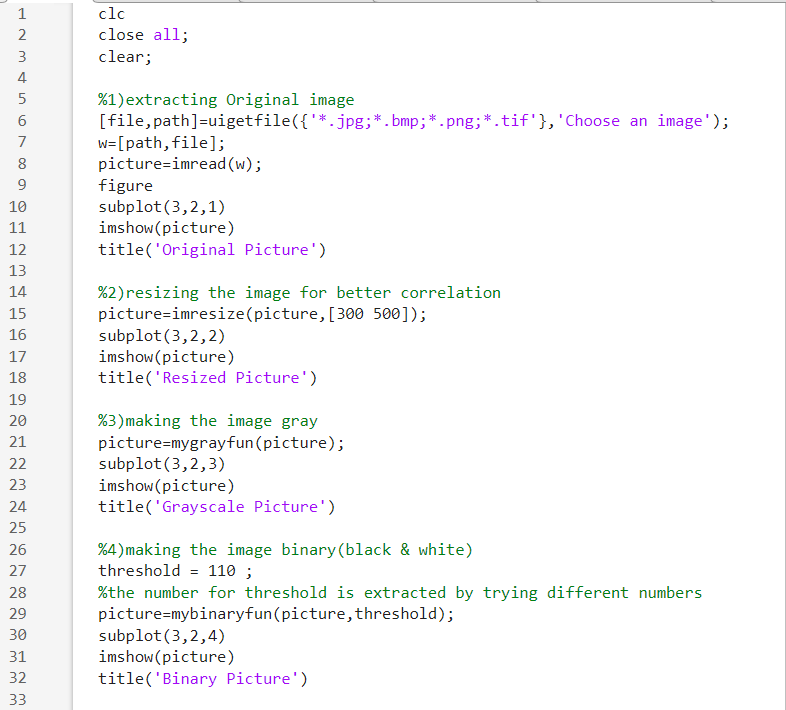 1 clc
2 close all;
3 clear;
4
5 %1)extracting Original image
6 [file,path]=uigetfile({'*.jpg;*.bmp;*.png;*.tif'},'Choose an image');
7 w=[path,file];
8 picture=imread(w);
9 figure
10 subplot(3,2,1)
11 imshow(picture)
12 title('Original Picture')
13
14 %2)resizing the image for better correlation
15 picture=imresize(picture,[300 500]);
16 subplot(3,2,2)
17 imshow(picture)
18 title('Resized Picture')
19
20 %3)making the image gray
21 picture=mygrayfun(picture);
22 subplot(3,2,3)
23 imshow(picture)
24 title('Grayscale Picture')
25
26 %4)making the image binary(black & white)
27 threshold = 110 ;
28 %the number for threshold is extracted by trying different numbers
29 picture=mybinaryfun(picture,threshold);
30 subplot(3,2,4)
31 imshow(picture)
32 title('Binary Picture')
33